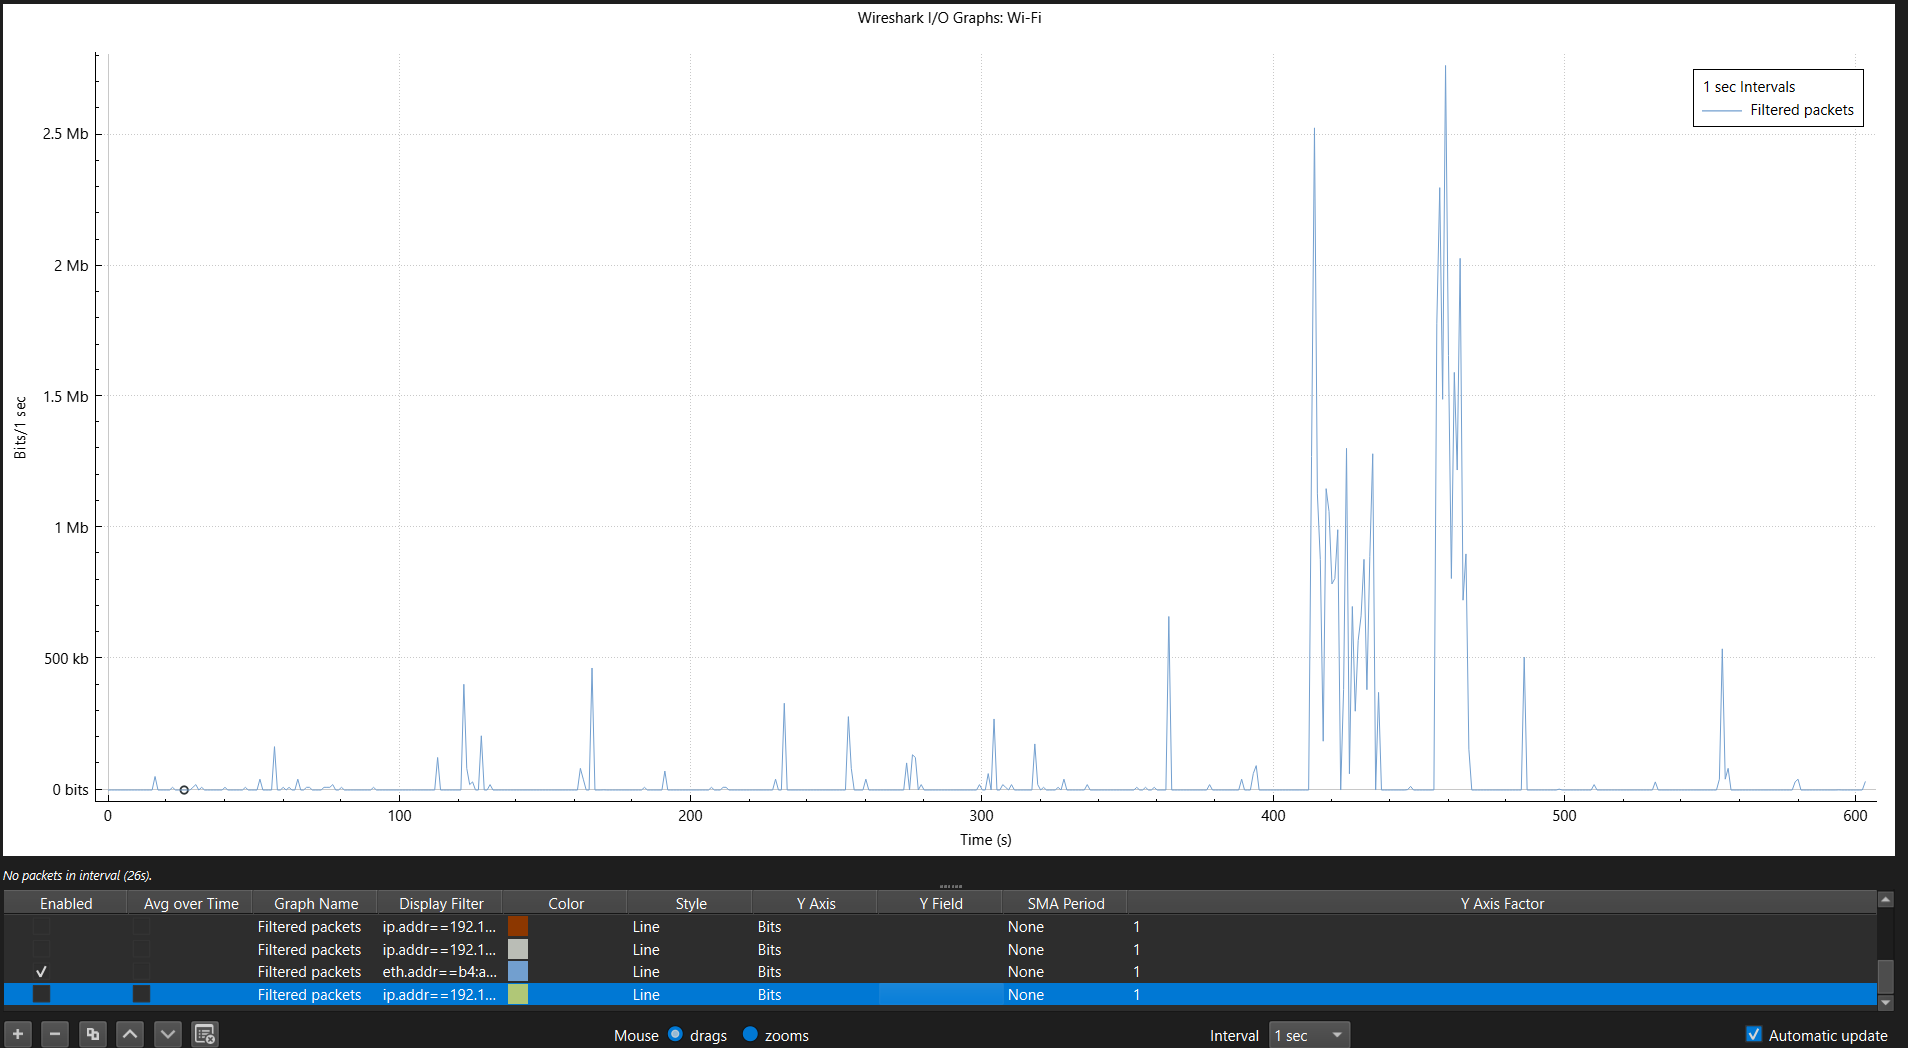 Wireshark I/O Graphs: Wi-Fi
1 sec Intervals
Filtered packets
2.5 Mb
2 Mb
1.5 Mb
1 Mb
500 kb
0 bits
Bits/1 sec
0 100 200 300 400 500 600
Time (s)
No packets in interval (26s).
Enabled Avg over Time Graph Name Display Filter Color Style Y Axis Y Field SMA Period Y Axis Factor
Filtered packets ip.addr==192.1... Line Bits None 1
Filtered packets ip.addr==192.1... Line Bits None 1
Filtered packets eth.addr==b4:a... Line Bits None 1
Filtered packets ip.addr==192.1... Line Bits None 1
Mouse drags zooms Interval 1 sec Automatic update